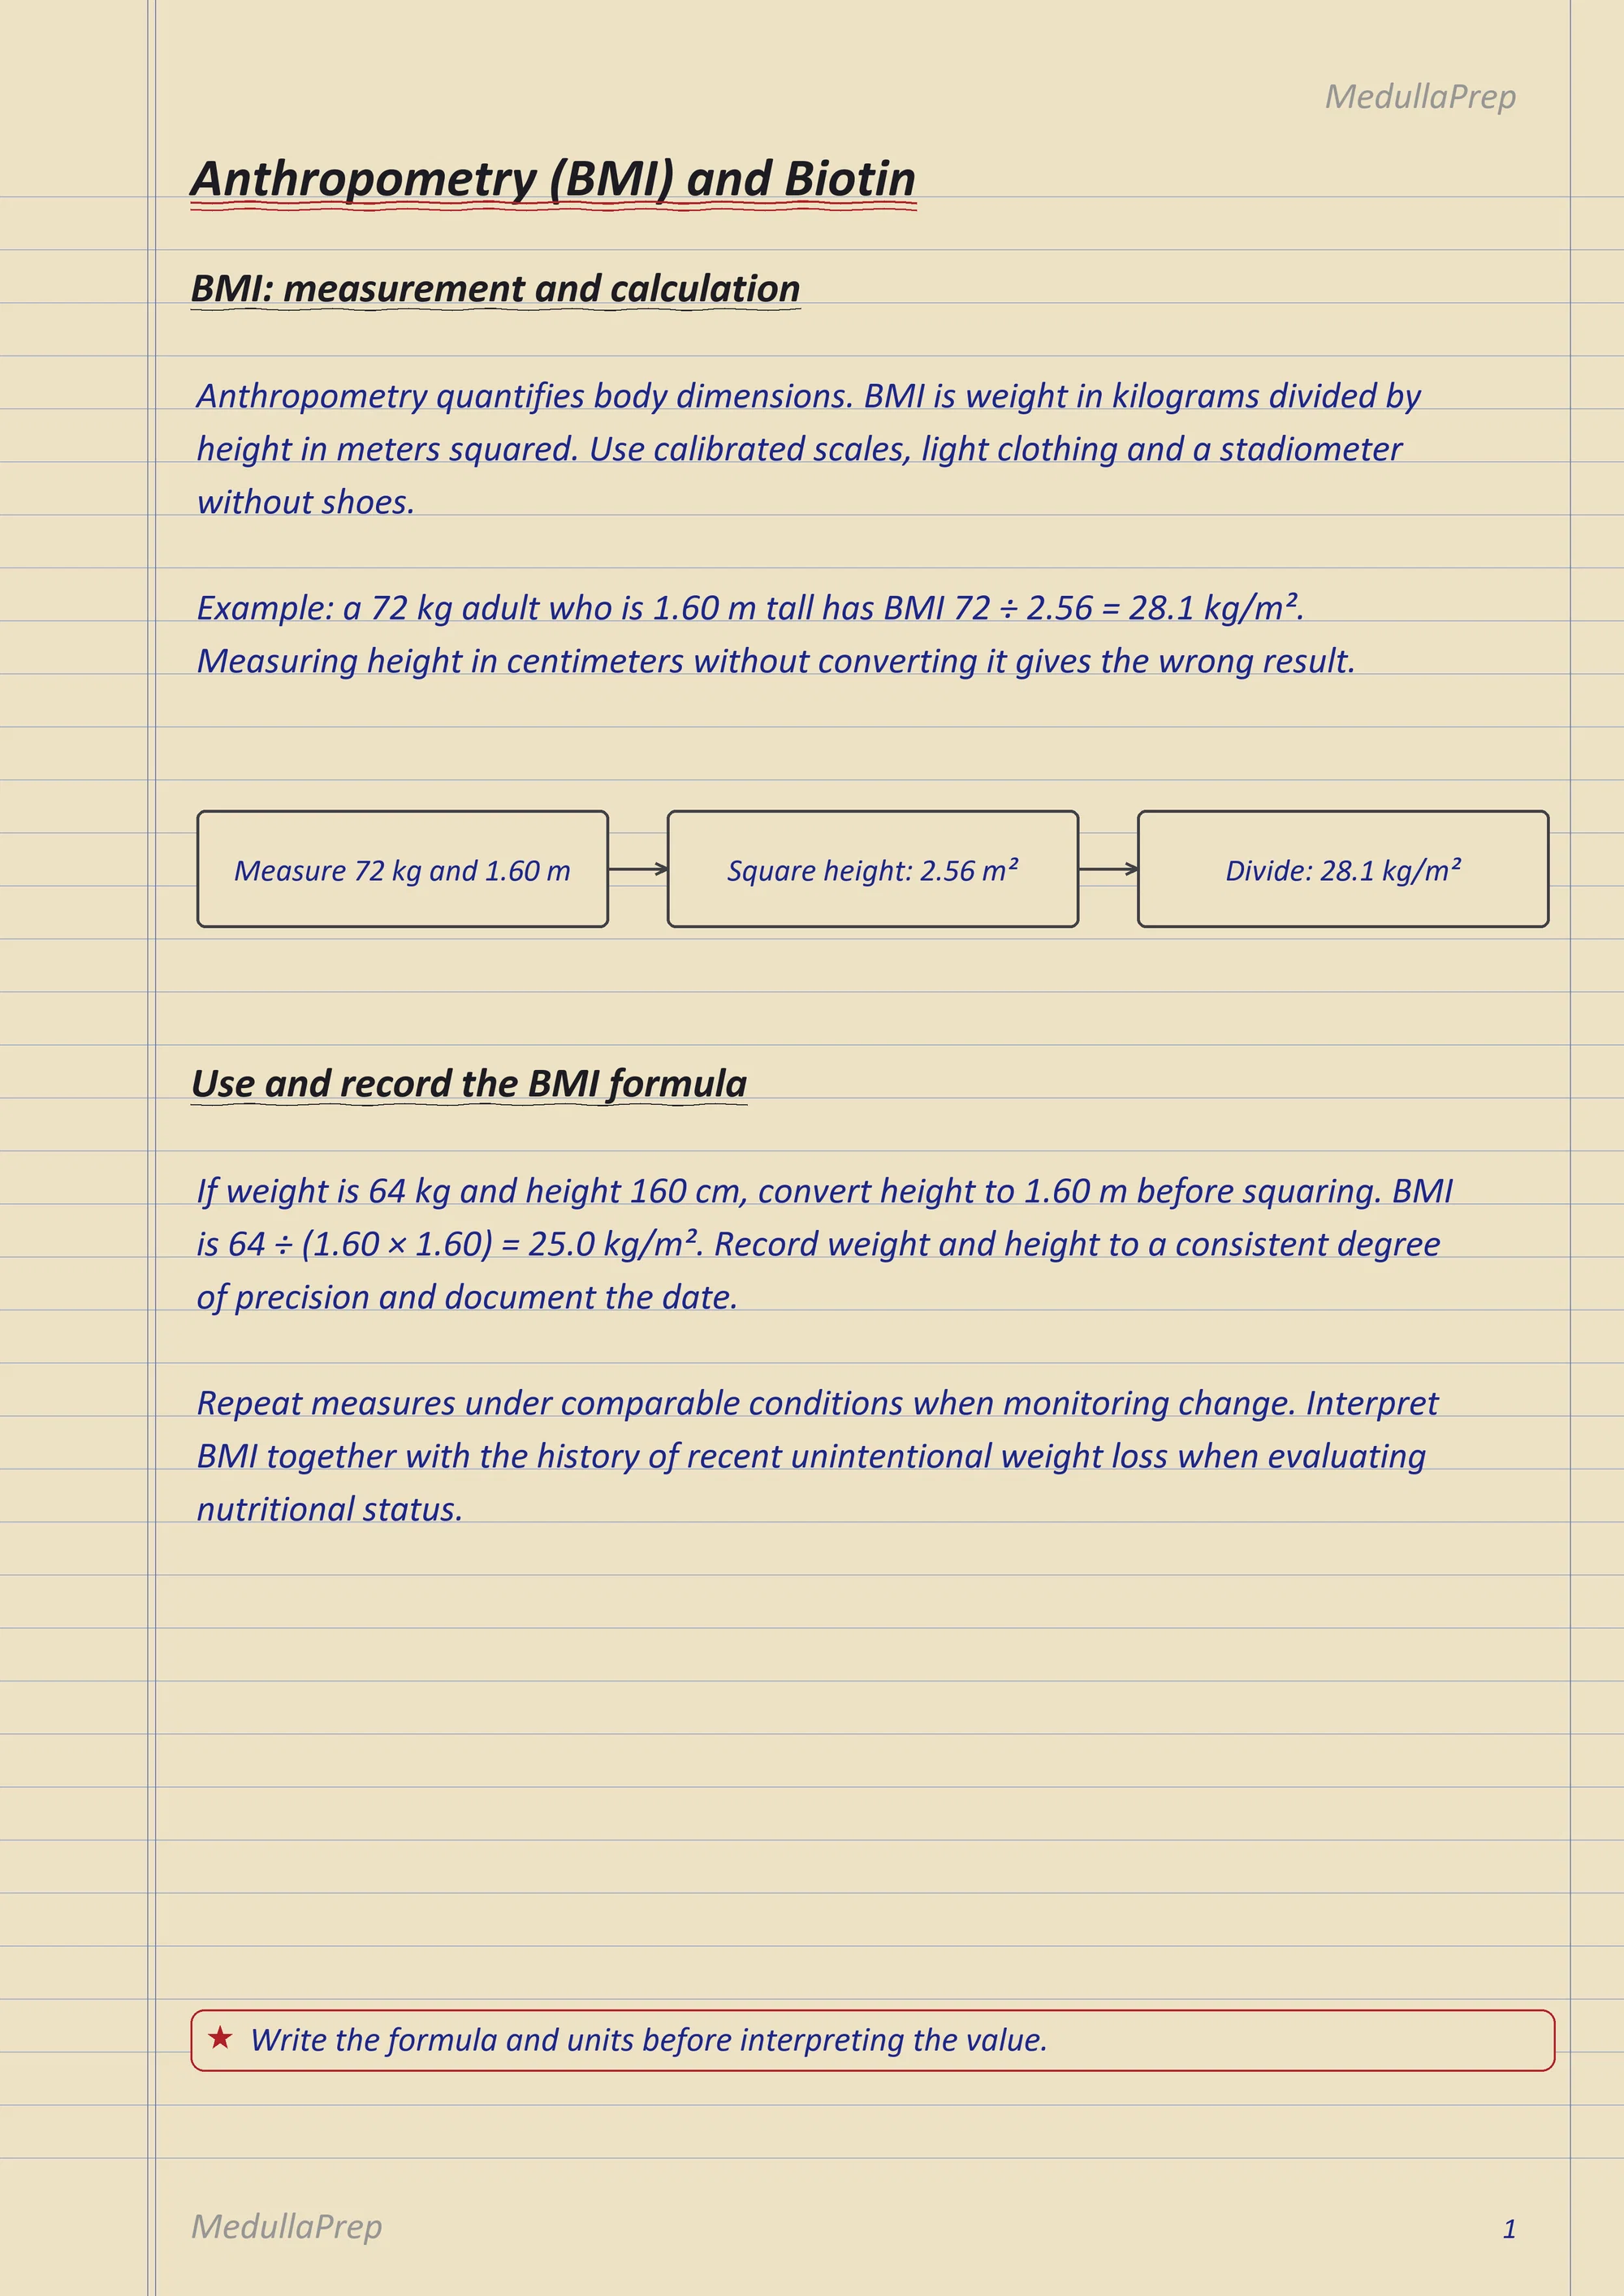 MedullaPrep
Anthropometry (BMI) and Biotin
BMI: measurement and calculation
Anthropometry quantifies body dimensions. BMI is weight in kilograms divided by
height in meters squared. Use calibrated scales, light clothing and a stadiometer
without shoes.
Example: a 72 kg adult who is 1.60 m tall has BMI 72 ÷ 2.56 = 28.1 kg/m².
Measuring height in centimeters without converting it gives the wrong result.
Measure 72 kg and 1.60 m
Square height: 2.56 m²
Divide: 28.1 kg/m²
Use and record the BMI formula
If weight is 64 kg and height 160 cm, convert height to 1.60 m before squaring. BMI
is 64 ÷ (1.60 × 1.60) = 25.0 kg/m². Record weight and height to a consistent degree
of precision and document the date.
Repeat measures under comparable conditions when monitoring change. Interpret
BMI together with the history of recent unintentional weight loss when evaluating
nutritional status.
★ Write the formula and units before interpreting the value.
MedullaPrep
1